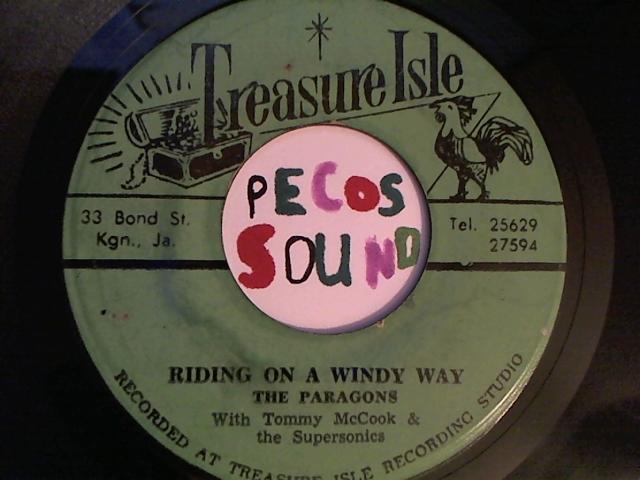 Treasure Isle
33 Bond St.
Kgn., Ja.
Tel. 25629
27594
PECOS
SOUND
RIDING ON A WINDY WAY
THE PARAGONS
With Tommy McCook &
the Supersonics
RECORDED AT TREASURE ISLE RECORDING STUDIO